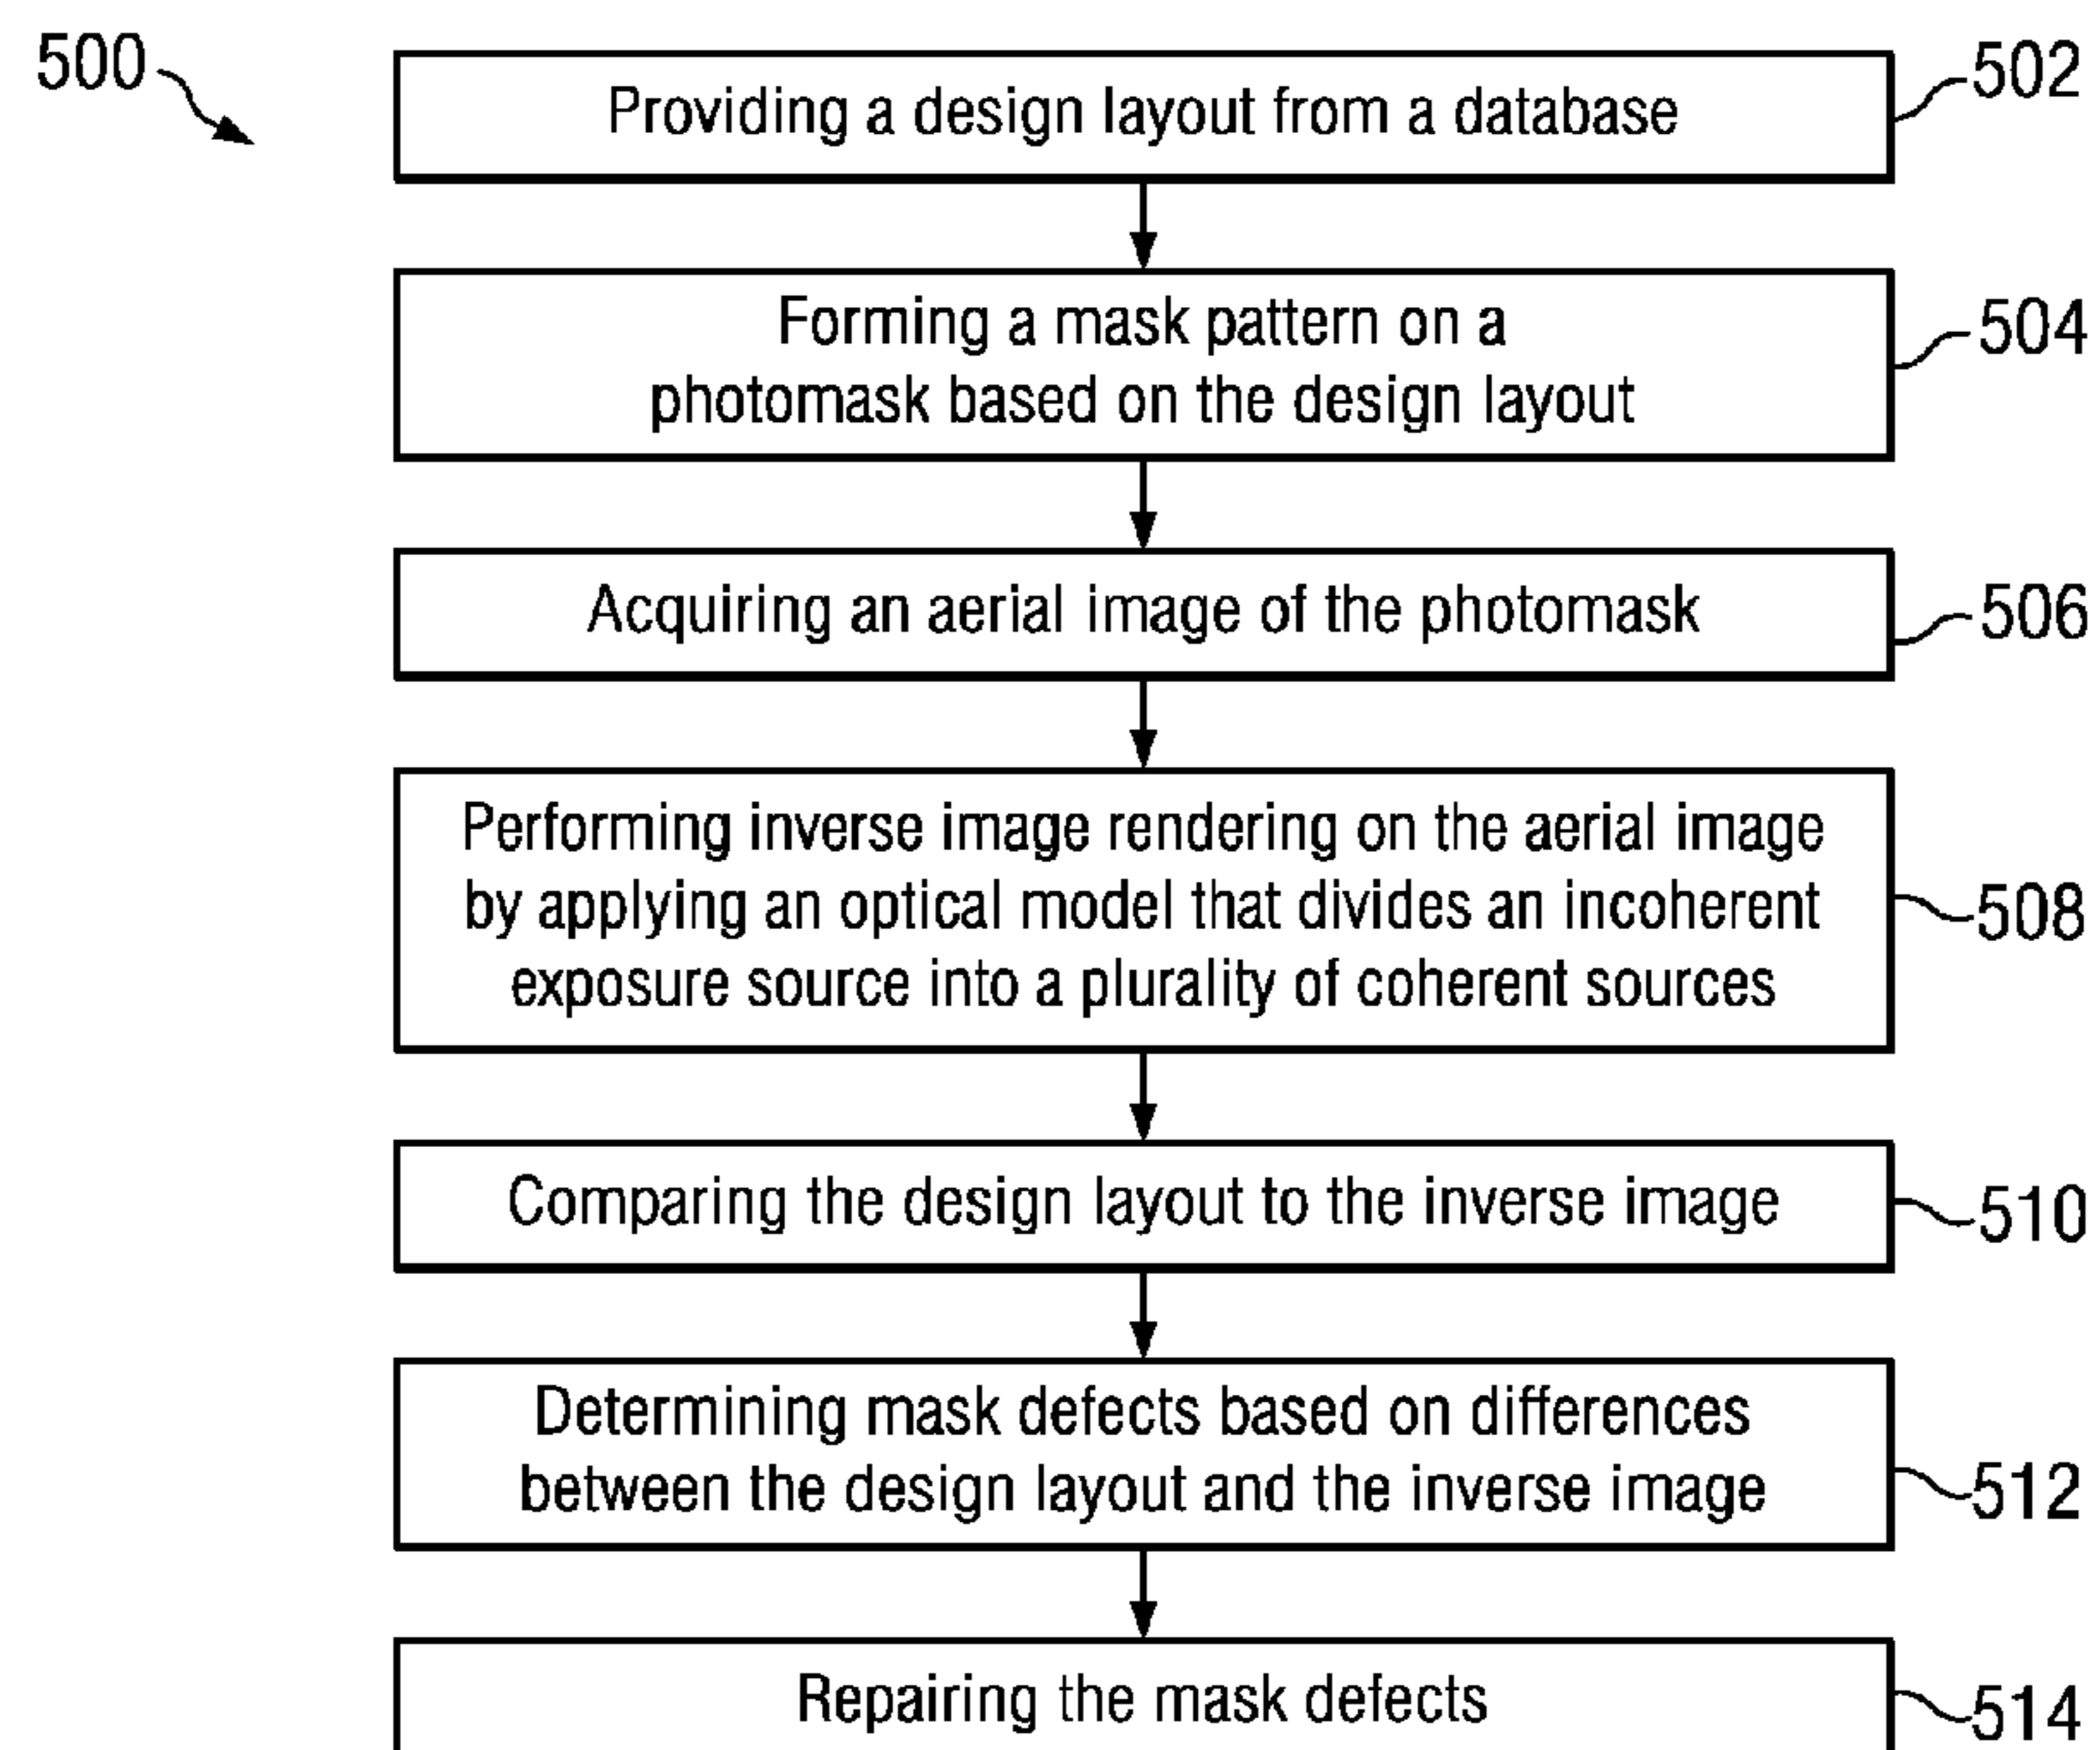 500
Providing a design layout from a database
502
Forming a mask pattern on a
photomask based on the design layout
504
Acquiring an aerial image of the photomask
506
Performing inverse image rendering on the aerial image
by applying an optical model that divides an incoherent
exposure source into a plurality of coherent sources
508
Comparing the design layout to the inverse image
510
Determining mask defects based on differences
between the design layout and the inverse image
512
Repairing the mask defects
514